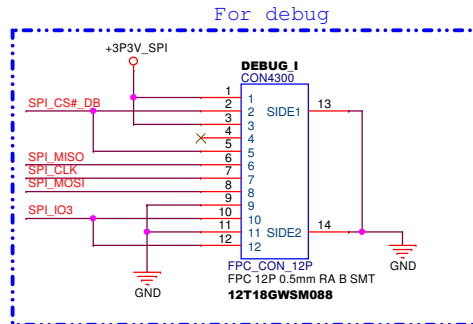 For debug
+3P3V_SPI
DEBUG_I
CON4300
SPI_CS#_DB
SPI_MISO
SPI_CLK
SPI_MOSI
SPI_IO3
1 1
2 2
3 3
4 4
5 5
6 6
7 7
8 8
9 9
10 10
11 11
12 12
SIDE1 13
SIDE2 14
GND
GND
FPC_CON_12P
FPC 12P 0.5mm RA B SMT
12T18GWSM088